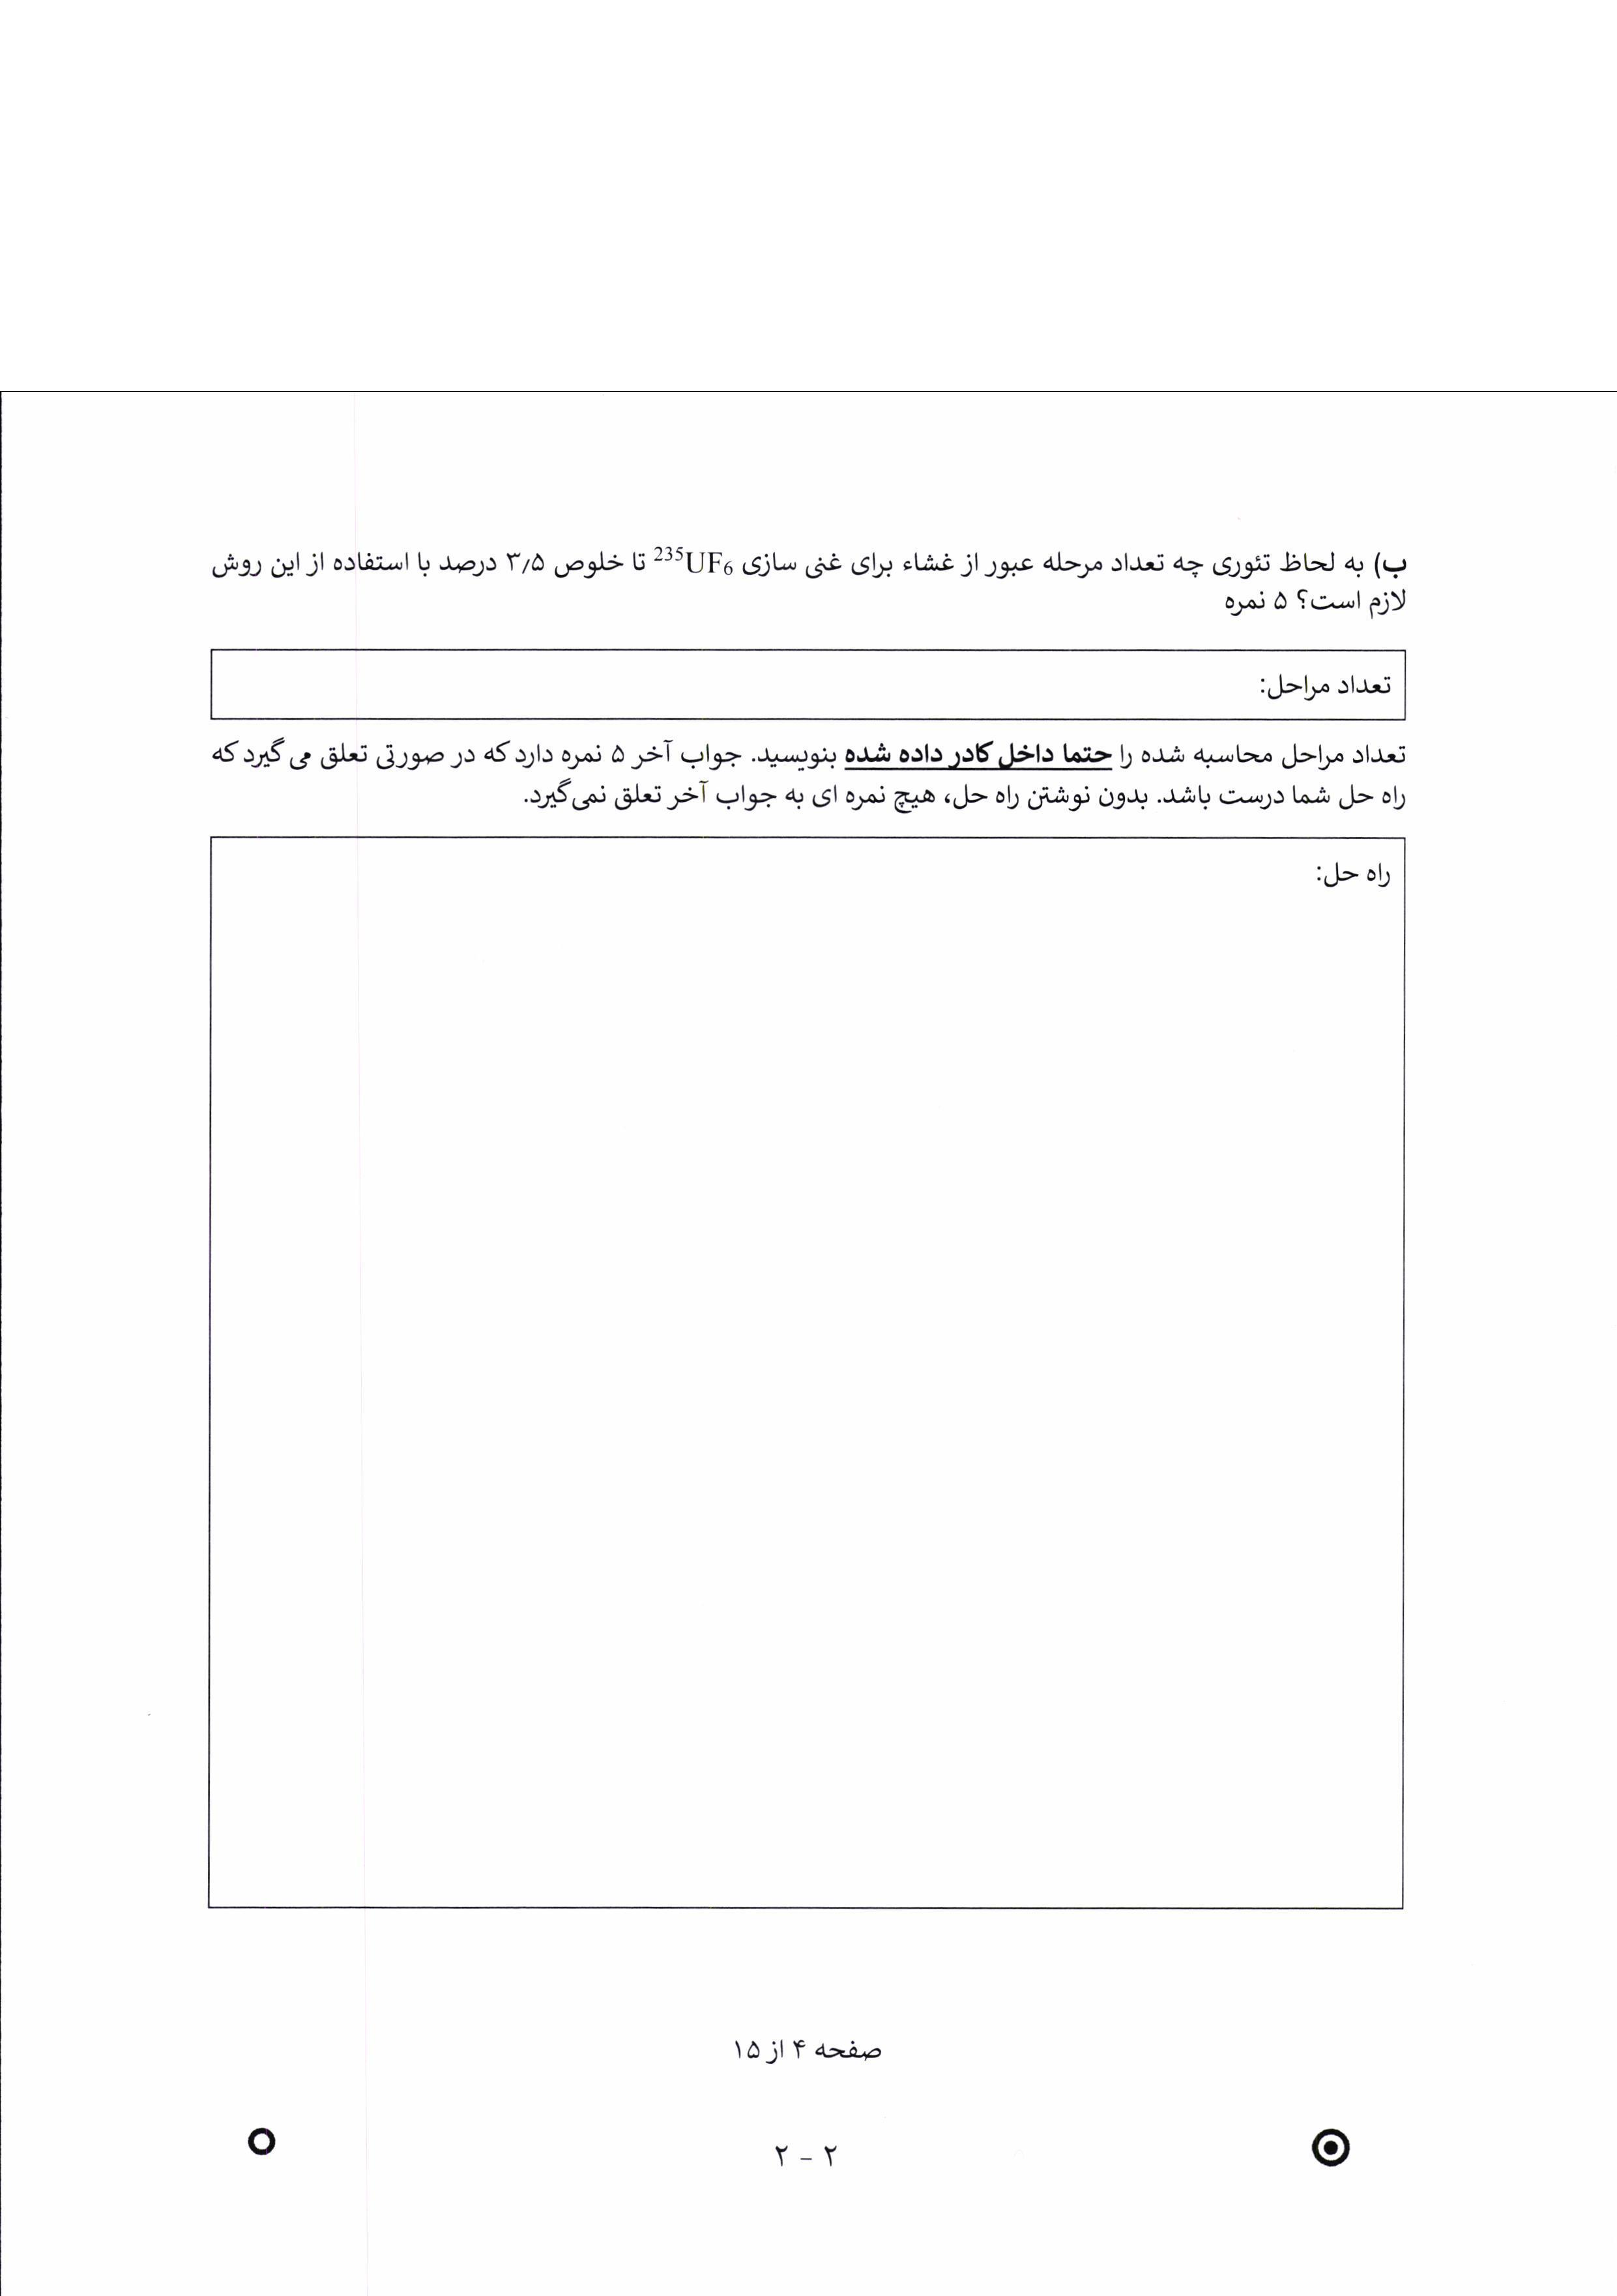 ب) به لحاظ تئوری چه تعداد مرحله عبور از غشاء برای غنی سازی ²³⁵UF₆ تا خلوص ۳٫۵ درصد با استفاده از این روش
لازم است؟ ۵ نمره
تعداد مراحل:
تعداد مراحل محاسبه شده را حتما داخل کادر داده شده بنویسید. جواب آخر ۵ نمره دارد که در صورتی تعلق می گیرد که
راه حل شما درست باشد. بدون نوشتن راه حل، هیچ نمره ای به جواب آخر تعلق نمی‌گیرد.
راه حل:
صفحه ۴ از ۱۵
۲ - ۲